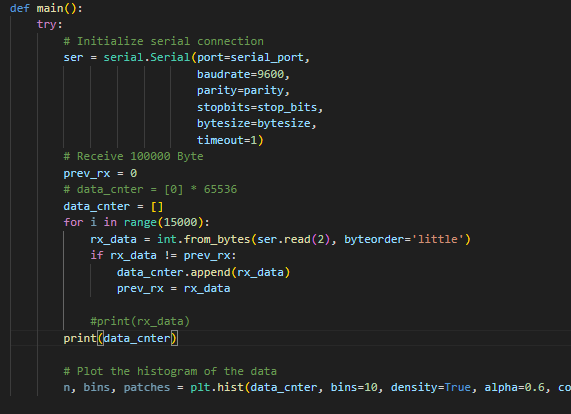 def main():
    try:
        # Initialize serial connection
        ser = serial.Serial(port=serial_port,
                            baudrate=9600,
                            parity=parity,
                            stopbits=stop_bits,
                            bytesize=bytesize,
                            timeout=1)
        # Receive 100000 Byte
        prev_rx = 0
        # data_cnter = [0] * 65536
        data_cnter = []
        for i in range(15000):
            rx_data = int.from_bytes(ser.read(2), byteorder='little')
            if rx_data != prev_rx:
                data_cnter.append(rx_data)
                prev_rx = rx_data
            #print(rx_data)
        print(data_cnter)
        # Plot the histogram of the data
        n, bins, patches = plt.hist(data_cnter, bins=10, density=True, alpha=0.6, co